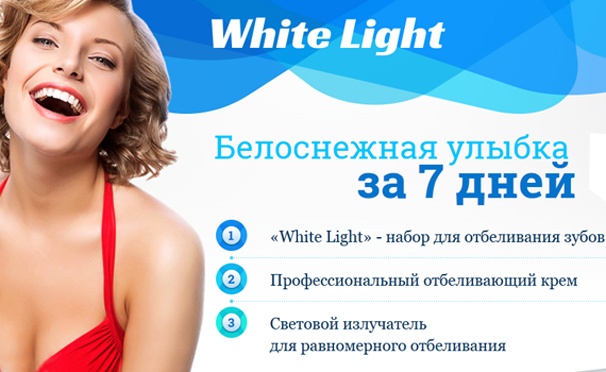 White Light
Белоснежная улыбка
за 7 дней
1 «White Light» - набор для отбеливания зубов
2 Профессиональный отбеливающий крем
3 Световой излучатель
для равномерного отбеливания